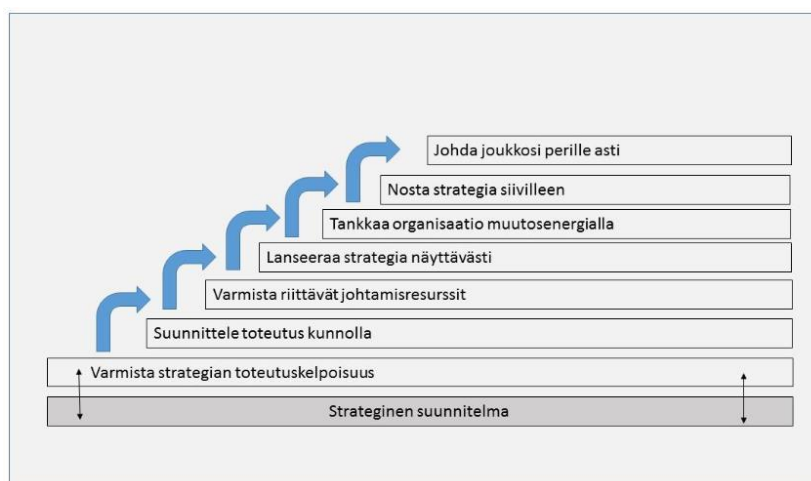 Johda joukkosi perille asti
Nosta strategia siivilleen
Tankkaa organisaatio muutosenergialla
Lanseeraa strategia näyttävästi
Varmista riittävät johtamisresurssit
Suunnittele toteutus kunnolla
Varmista strategian toteutuskelpoisuus
Strateginen suunnitelma